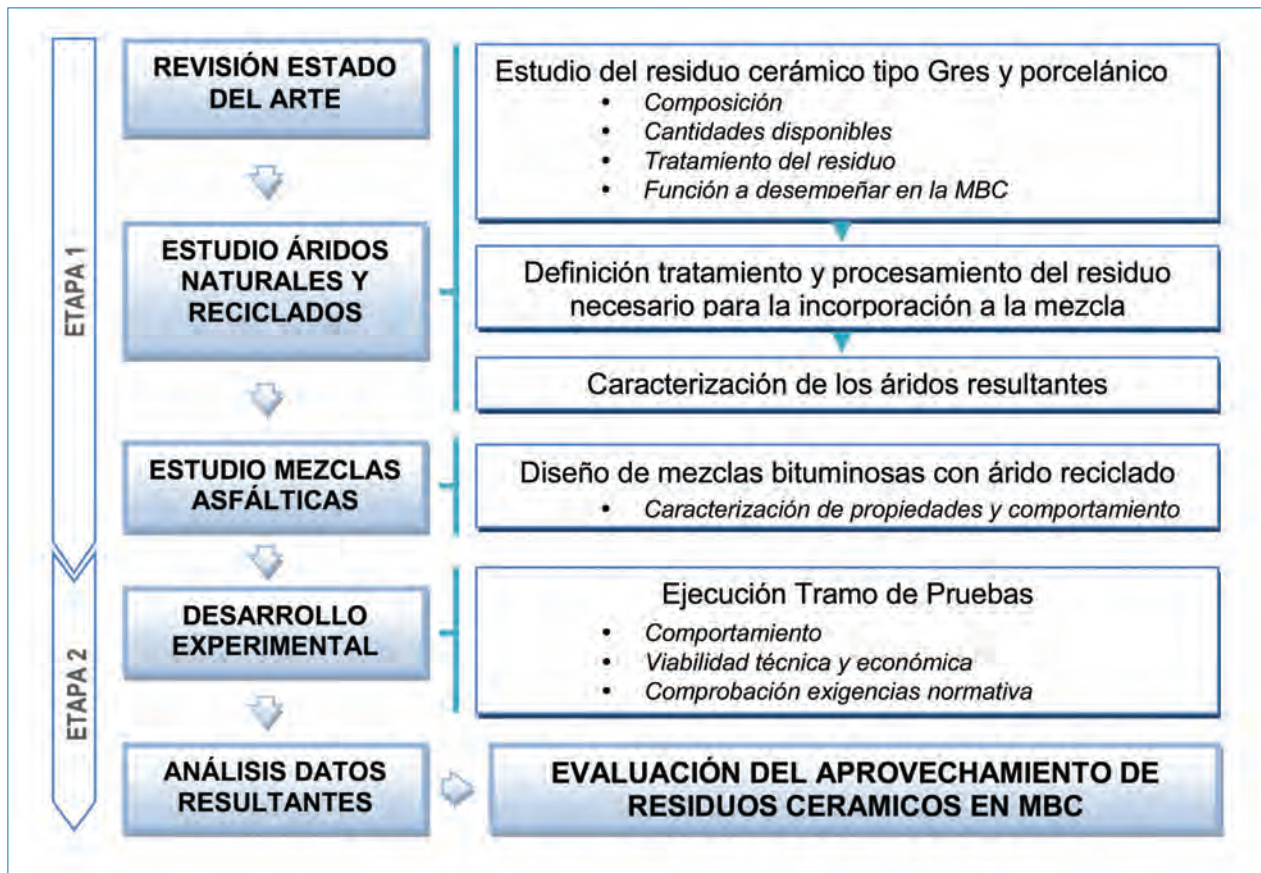 ETAPA 1
REVISIÓN ESTADO
DEL ARTE
Estudio del residuo cerámico tipo Gres y porcelánico
• Composición
• Cantidades disponibles
• Tratamiento del residuo
• Función a desempeñar en la MBC
ESTUDIO ÁRIDOS
NATURALES Y
RECICLADOS
Definición tratamiento y procesamiento del residuo
necesario para la incorporación a la mezcla
Caracterización de los áridos resultantes
ESTUDIO MEZCLAS
ASFÁLTICAS
Diseño de mezclas bituminosas con árido reciclado
• Caracterización de propiedades y comportamiento
ETAPA 2
DESARROLLO
EXPERIMENTAL
Ejecución Tramo de Pruebas
• Comportamiento
• Viabilidad técnica y económica
• Comprobación exigencias normativa
ANÁLISIS DATOS
RESULTANTES
EVALUACIÓN DEL APROVECHAMIENTO DE
RESIDUOS CERAMICOS EN MBC